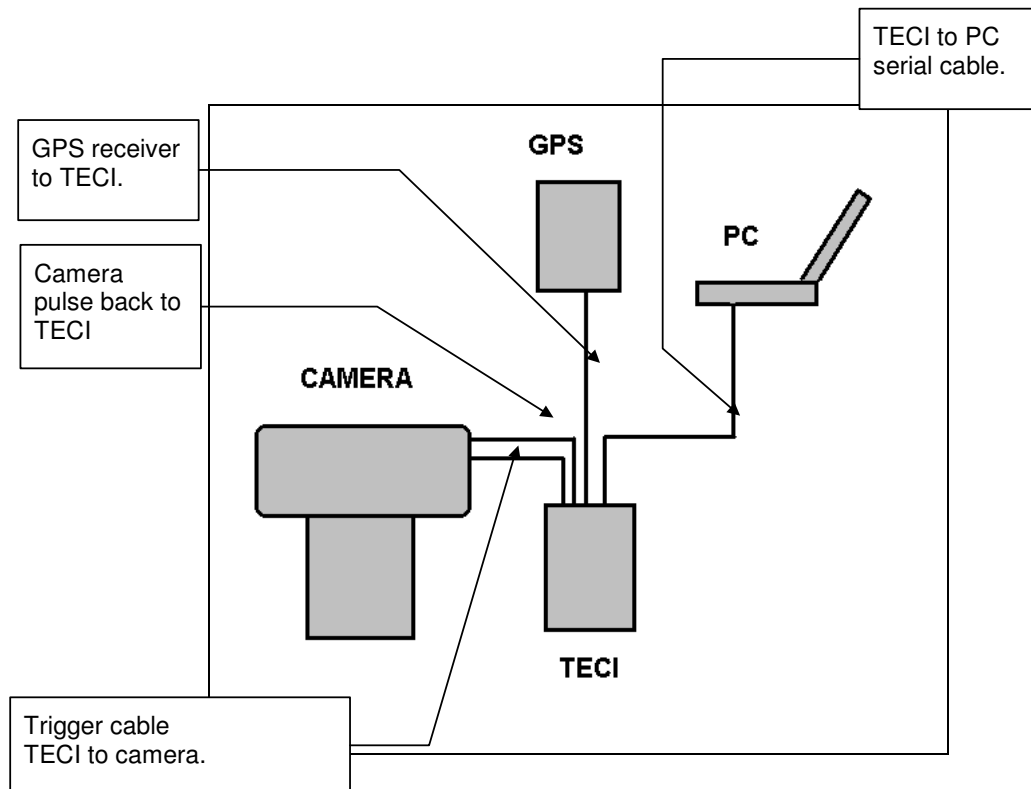 TECI to PC
serial cable.
GPS receiver
to TECI.
GPS
PC
Camera
pulse back to
TECI
CAMERA
TECI
Trigger cable
TECI to camera.